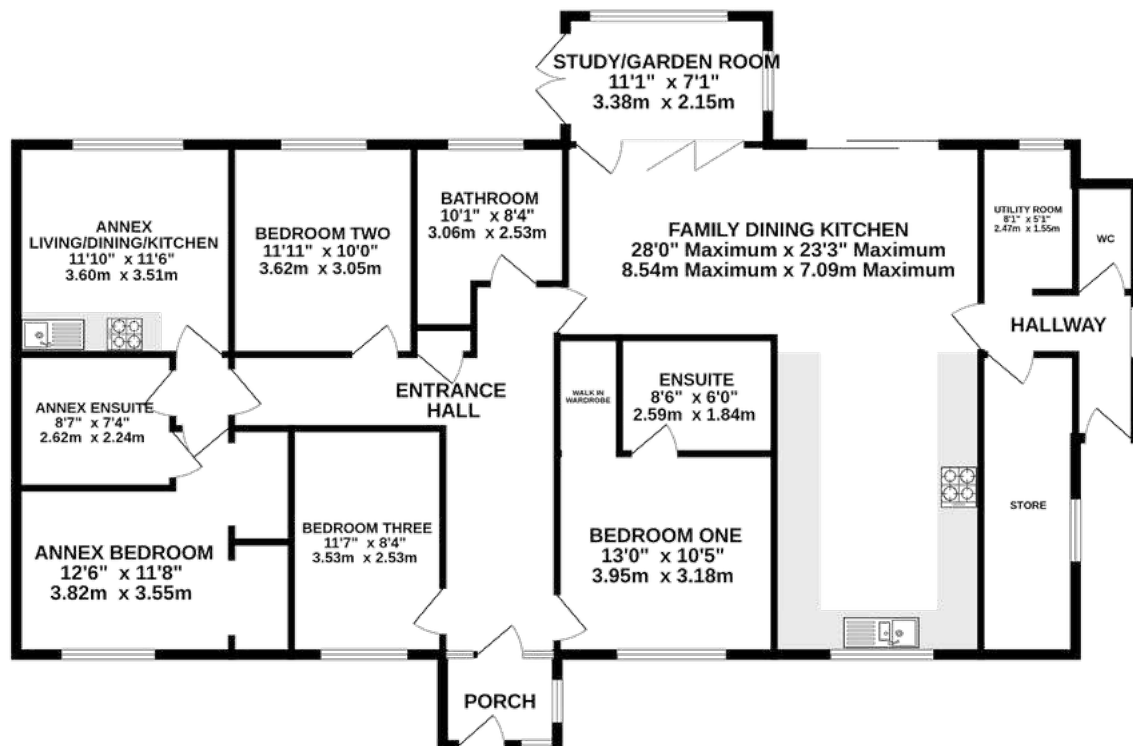 STUDY/GARDEN ROOM
11'1" x 7'1"
3.38m x 2.15m
ANNEX
LIVING/DINING/KITCHEN
11'10" x 11'6"
3.60m x 3.51m
BEDROOM TWO
11'11" x 10'0"
3.62m x 3.05m
BATHROOM
10'1" x 8'4"
3.06m x 2.53m
FAMILY DINING KITCHEN
28'0" Maximum x 23'3" Maximum
8.54m Maximum x 7.09m Maximum
UTILITY ROOM
8'1" x 5'1"
2.47m x 1.55m
WC
HALLWAY
ANNEX ENSUITE
8'7" x 7'4"
2.62m x 2.24m
ENTRANCE
HALL
WALK IN
WARDROBE
ENSUITE
8'6" x 6'0"
2.59m x 1.84m
ANNEX BEDROOM
12'6" x 11'8"
3.82m x 3.55m
BEDROOM THREE
11'7" x 8'4"
3.53m x 2.53m
BEDROOM ONE
13'0" x 10'5"
3.95m x 3.18m
STORE
PORCH